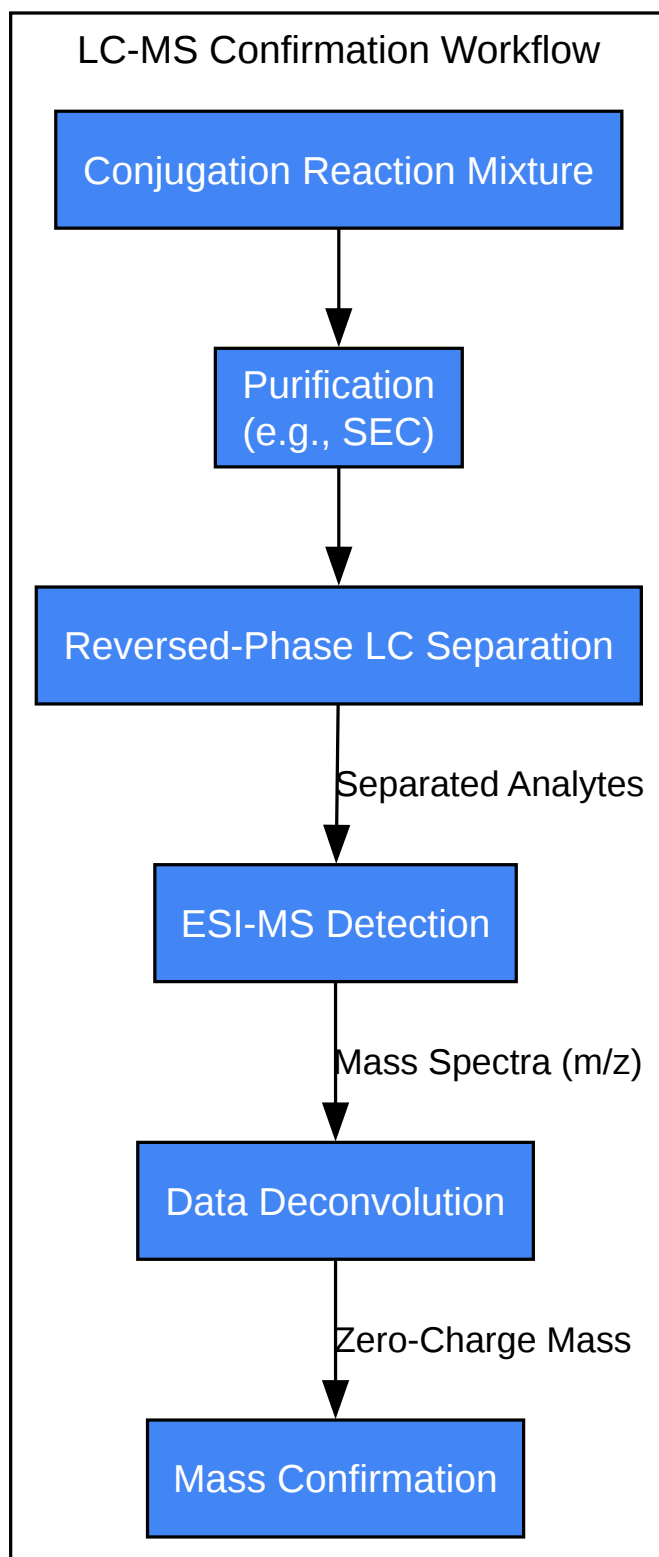 LC-MS Confirmation Workflow
Conjugation Reaction Mixture
Purification
(e.g., SEC)
Reversed-Phase LC Separation
Separated Analytes
ESI-MS Detection
Mass Spectra (m/z)
Data Deconvolution
Zero-Charge Mass
Mass Confirmation